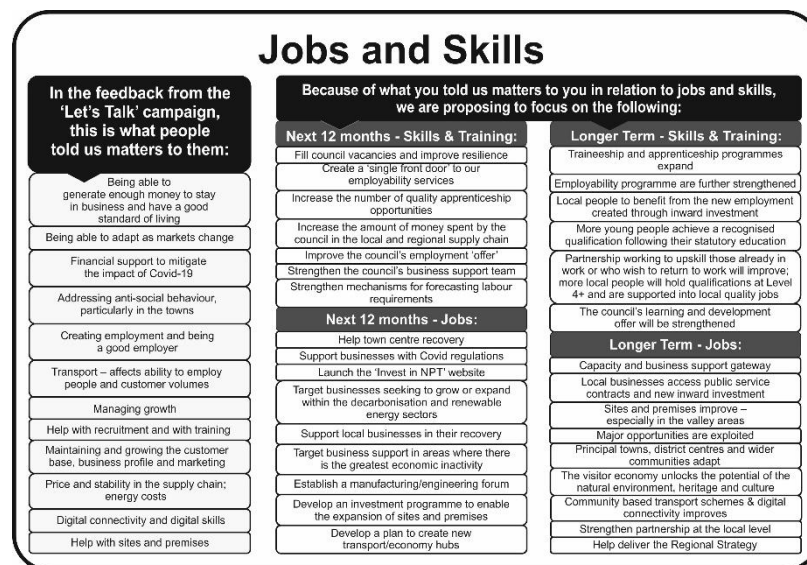 Jobs and Skills
In the feedback from the
‘Let’s Talk’ campaign,
this is what people
told us matters to them:
Being able to
generate enough money to stay
in business and have a good
standard of living
Being able to adapt as markets change
Financial support to mitigate
the impact of Covid-19
Addressing anti-social behaviour,
particularly in the towns
Creating employment and being
a good employer
Transport – affects ability to employ
people and customer volumes
Managing growth
Help with recruitment and with training
Maintaining and growing the customer
base, business profile and marketing
Price and stability in the supply chain;
energy costs
Digital connectivity and digital skills
Help with sites and premises
Because of what you told us matters to you in relation to jobs and skills,
we are proposing to focus on the following:
Next 12 months - Skills & Training:
Fill council vacancies and improve resilience
Create a ‘single front door’ to our
employability services
Increase the number of quality apprenticeship
opportunities
Increase the amount of money spent by the
council in the local and regional supply chain
Improve the council’s employment ‘offer’
Strengthen the council’s business support team
Strengthen mechanisms for forecasting labour
requirements
Next 12 months - Jobs:
Help town centre recovery
Support businesses with Covid regulations
Launch the ‘Invest in NPT’ website
Target businesses seeking to grow or expand
within the decarbonisation and renewable
energy sectors
Support local businesses in their recovery
Target business support in areas where there
is the greatest economic inactivity
Establish a manufacturing/engineering forum
Develop an investment programme to enable
the expansion of sites and premises
Develop a plan to create new
transport/economy hubs
Longer Term - Skills & Training:
Traineeship and apprenticeship programmes
expand
Employability programme are further strengthened
Local people to benefit from the new employment
created through inward investment
More young people achieve a recognised
qualification following their statutory education
Partnership working to upskill those already in
work or who wish to return to work will improve;
more local people will hold qualifications at Level
4+ and are supported into local quality jobs
The council’s learning and development
offer will be strengthened
Longer Term - Jobs:
Capacity and business support gateway
Local businesses access public service
contracts and new inward investment
Sites and premises improve –
especially in the valley areas
Major opportunities are exploited
Principal towns, district centres and wider
communities adapt
The visitor economy unlocks the potential of the
natural environment, heritage and culture
Community based transport schemes & digital
connectivity improves
Strengthen partnership at the local level
Help deliver the Regional Strategy